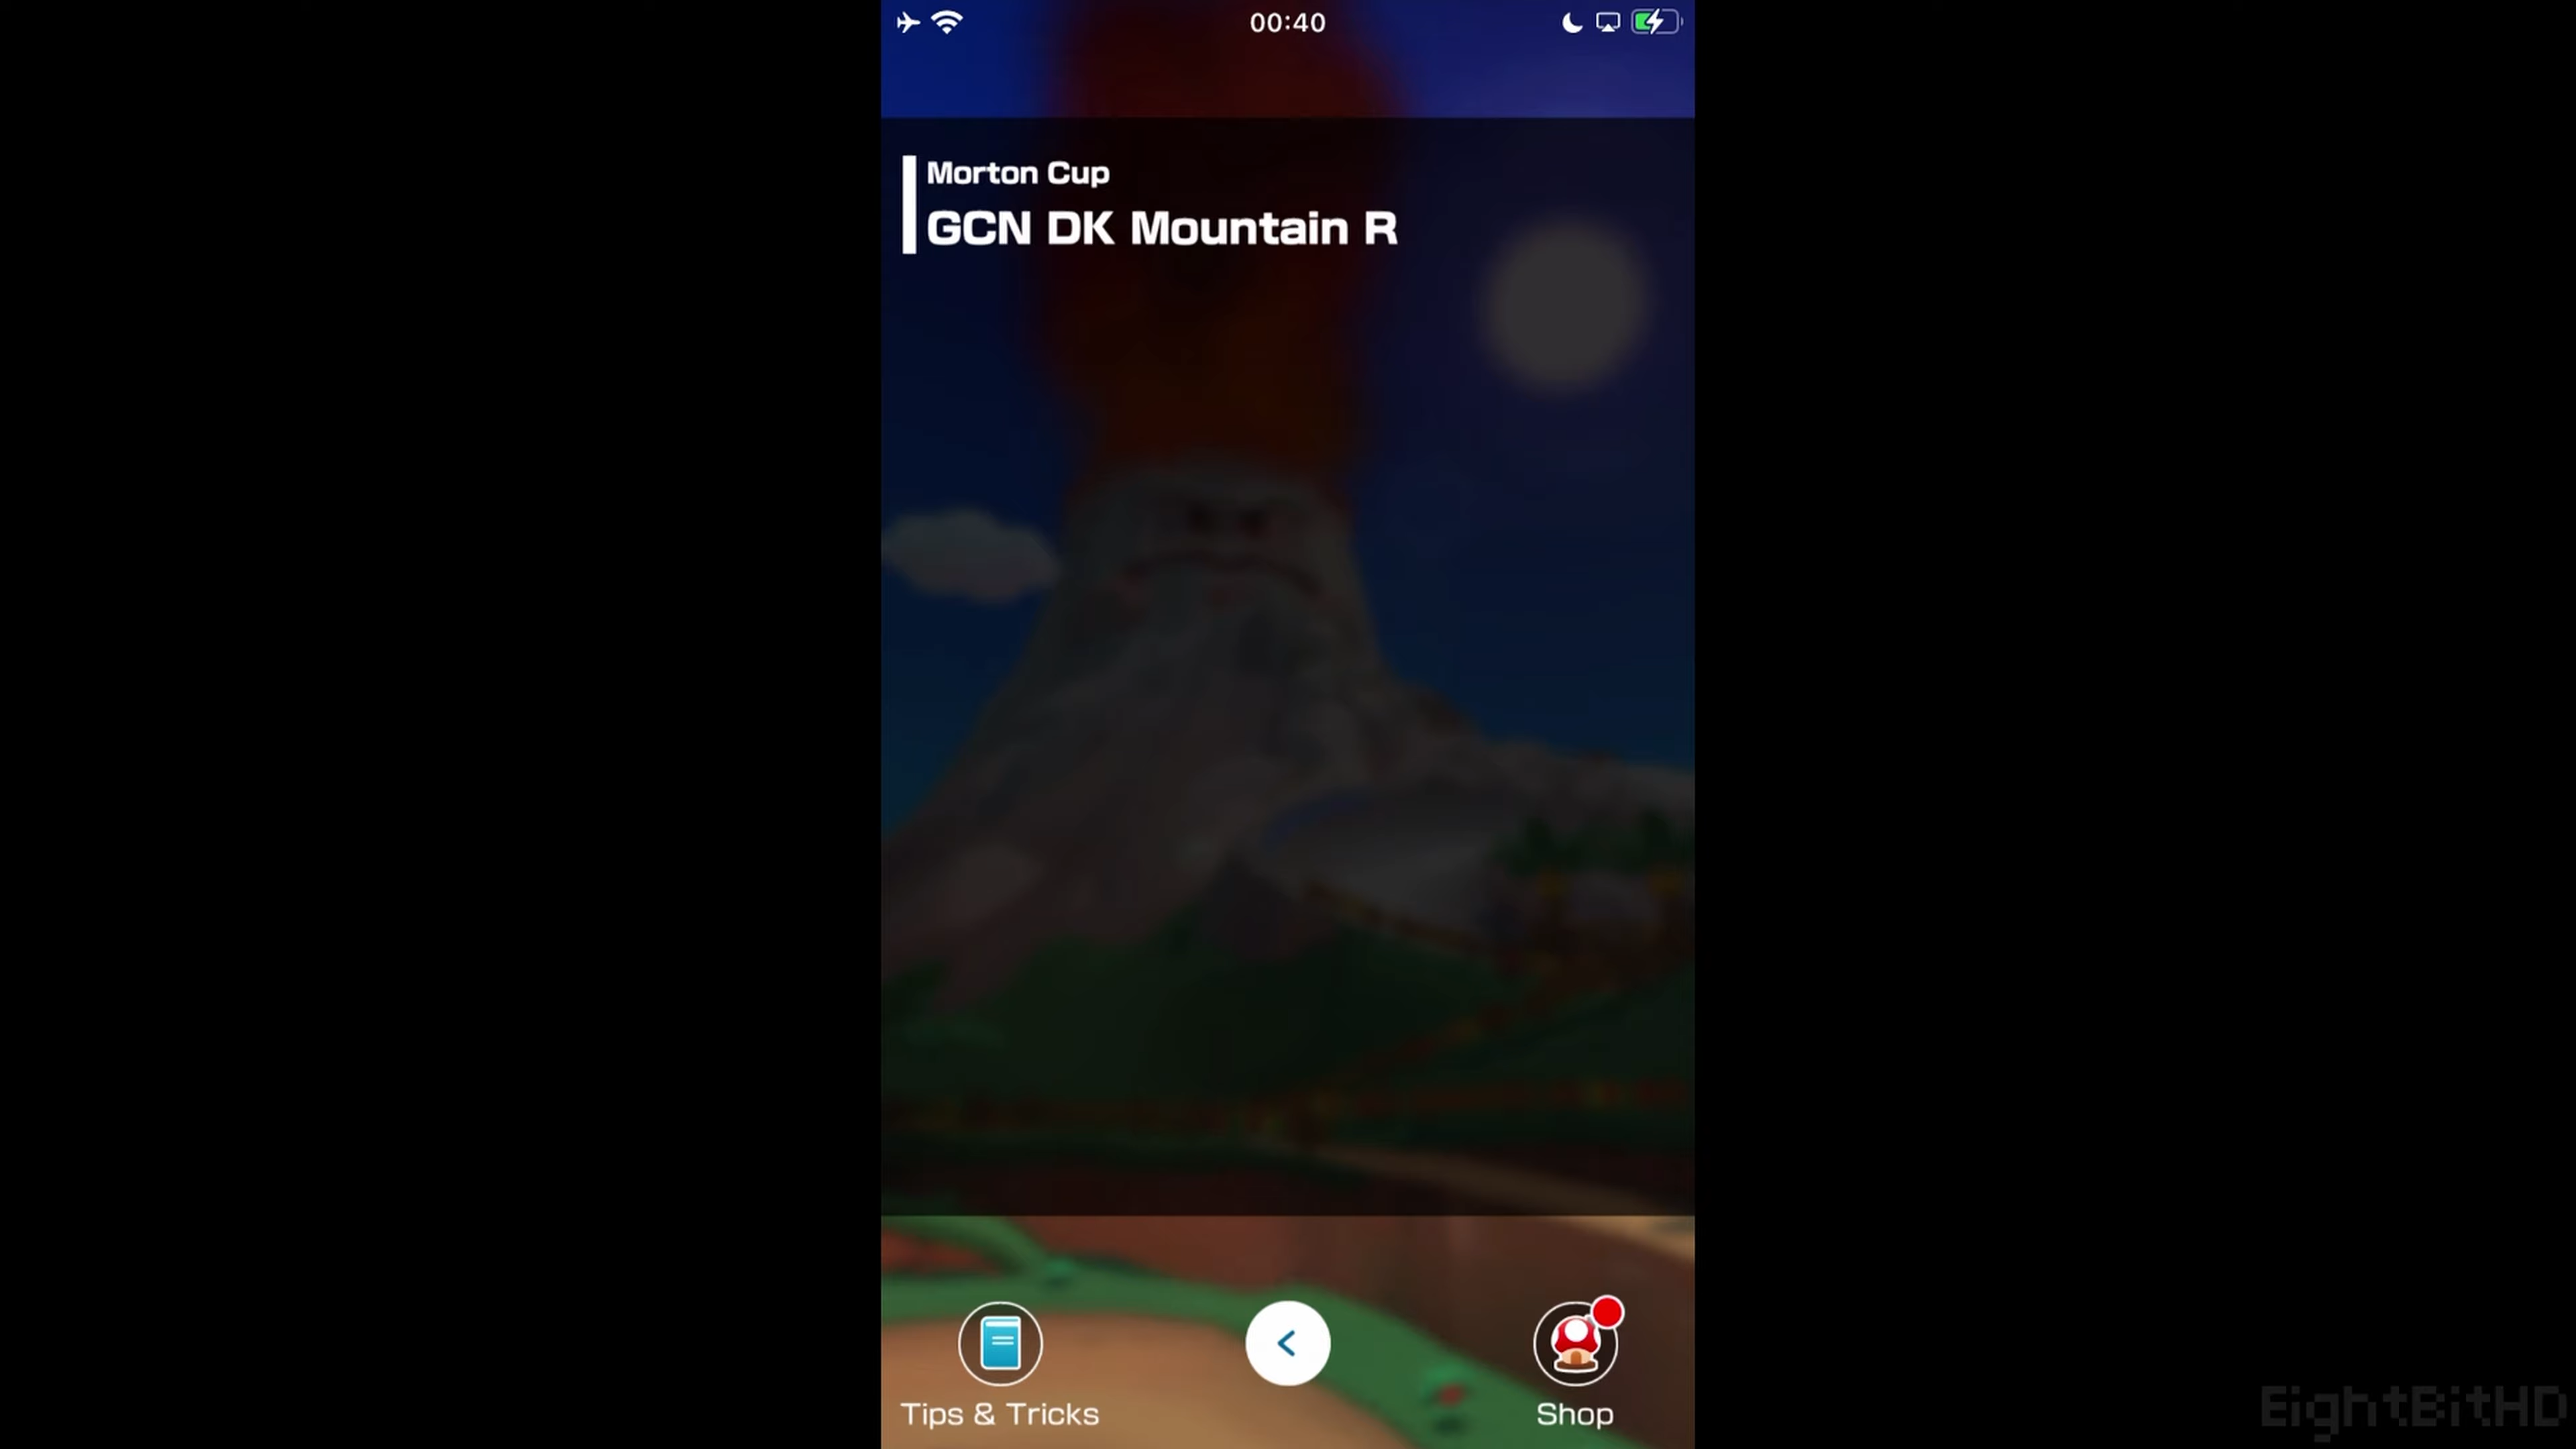 00:40
Morton Cup
GCN DK Mountain R
Tips & Tricks
Shop
EightBitHD